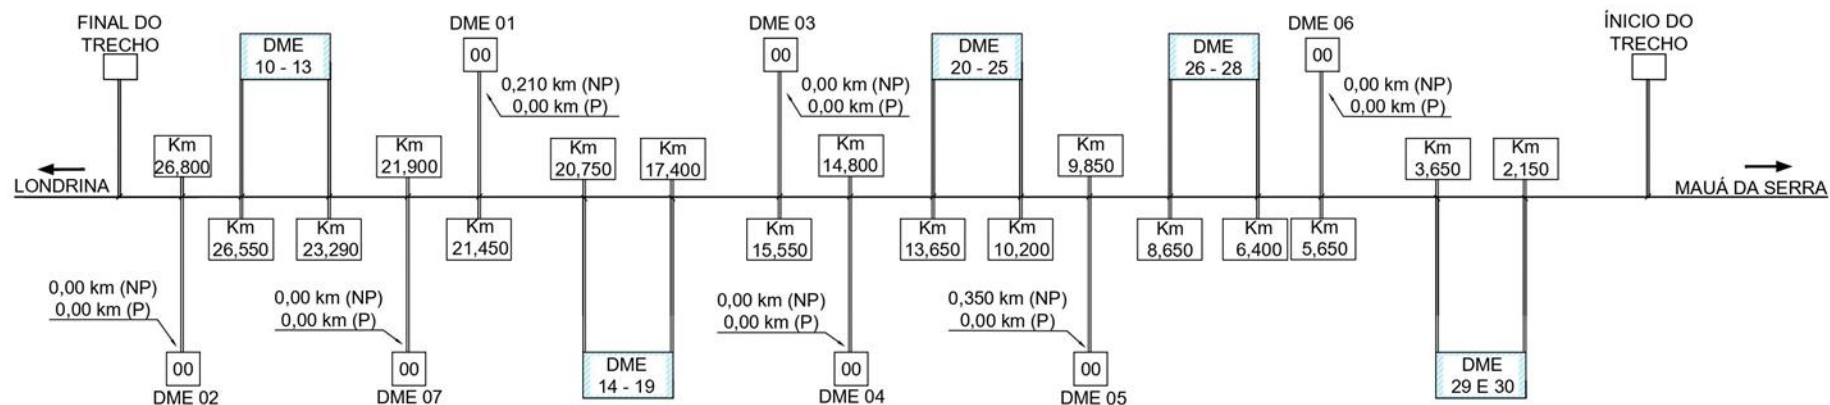 FINAL DO
TRECHO
DME
10 - 13
DME 01
00
0,210 km (NP)
0,00 km (P)
DME 03
00
0,00 km (NP)
0,00 km (P)
DME
20 - 25
DME
26 - 28
DME 06
00
0,00 km (NP)
0,00 km (P)
ÍNICIO DO
TRECHO
Km
26,800
Km
21,900
Km
20,750
Km
17,400
Km
14,800
Km
9,850
Km
3,650
Km
2,150
LONDRINA
MAUÁ DA SERRA
Km
26,550
Km
23,290
Km
21,450
Km
15,550
Km
13,650
Km
10,200
Km
8,650
Km
6,400
Km
5,650
0,00 km (NP)
0,00 km (P)
00
DME 02
0,00 km (NP)
0,00 km (P)
00
DME 07
DME
14 - 19
0,00 km (NP)
0,00 km (P)
00
DME 04
0,350 km (NP)
0,00 km (P)
00
DME 05
DME
29 E 30